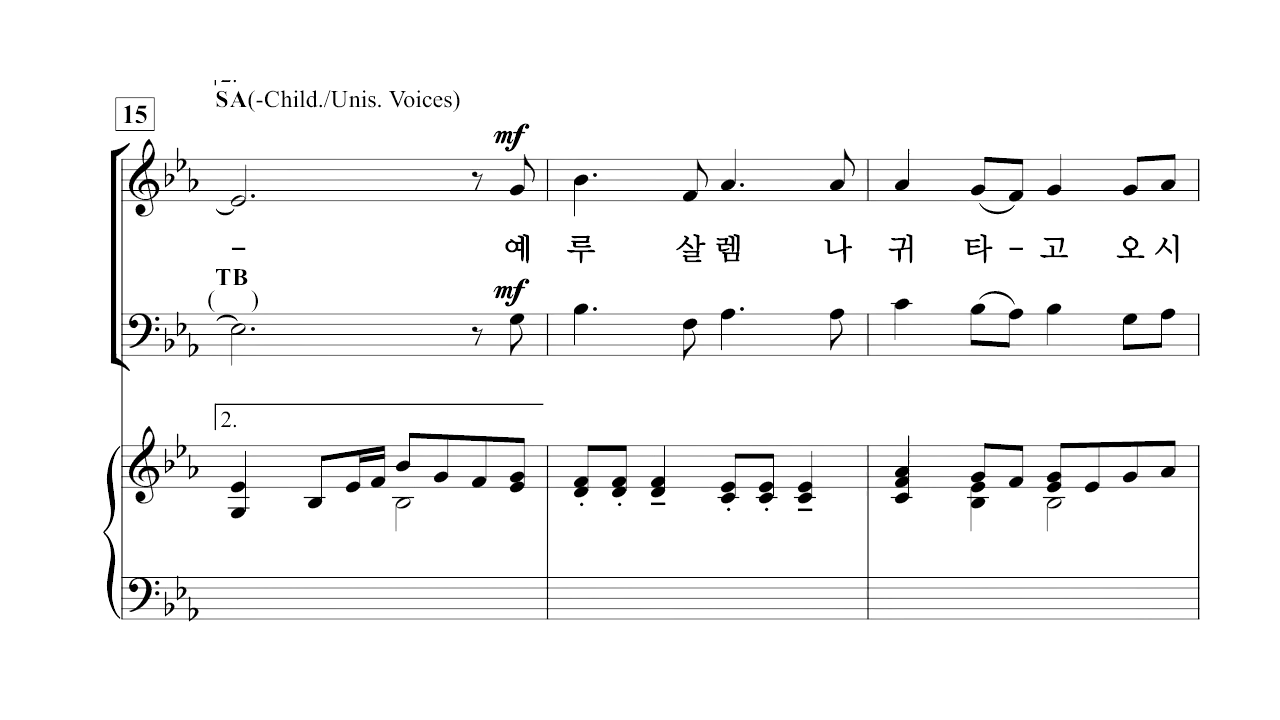 2.
SA(-Child./Unis. Voices)
15
mf
– 예 루 살 렘 나 귀 타 – 고 오 시
TB
( )
mf
2.